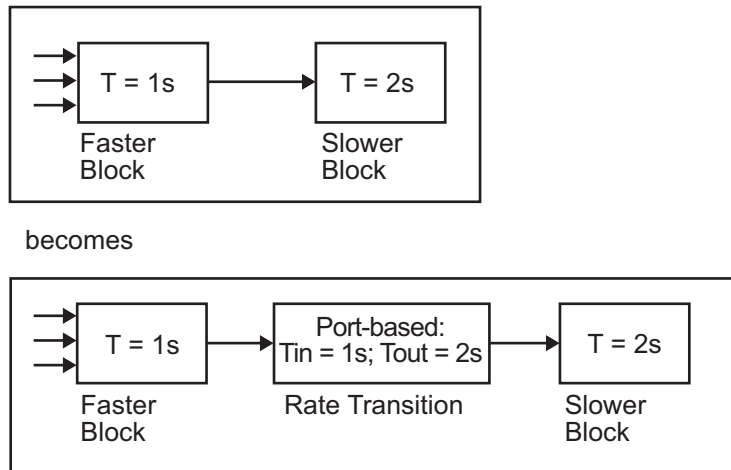 T = 1s
T = 2s
Faster
Block
Slower
Block
becomes
T = 1s
Port-based:
Tin = 1s; Tout = 2s
T = 2s
Faster
Block
Rate Transition
Slower
Block